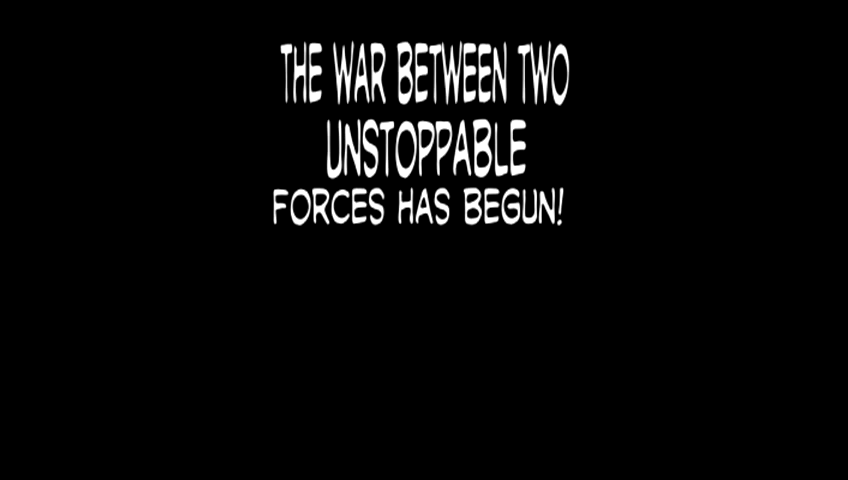 THE WAR BETWEEN TWO
UNSTOPPABLE
FORCES HAS BEGUN!